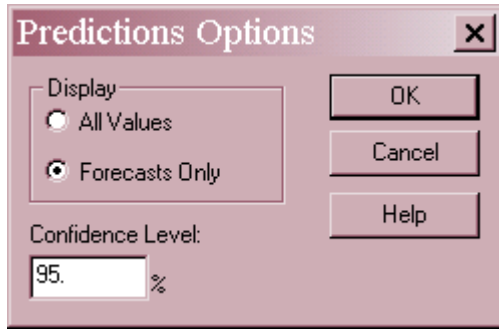 Predictions Options
Display
All Values
Forecasts Only
Confidence Level:
95.
%
OK
Cancel
Help